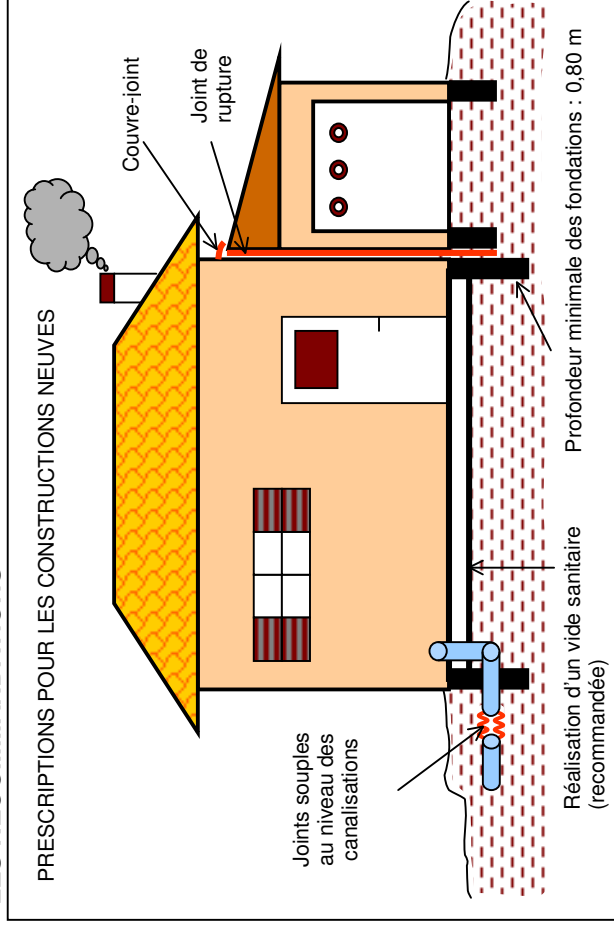 PRESCRIPTIONS POUR LES CONSTRUCTIONS NEUVES
Couvre-joint
Joint de
rupture
Joints souples
au niveau des
canalisations
Réalisation d'un vide sanitaire
(recommandée)
Profondeur minimale des fondations : 0,80 m